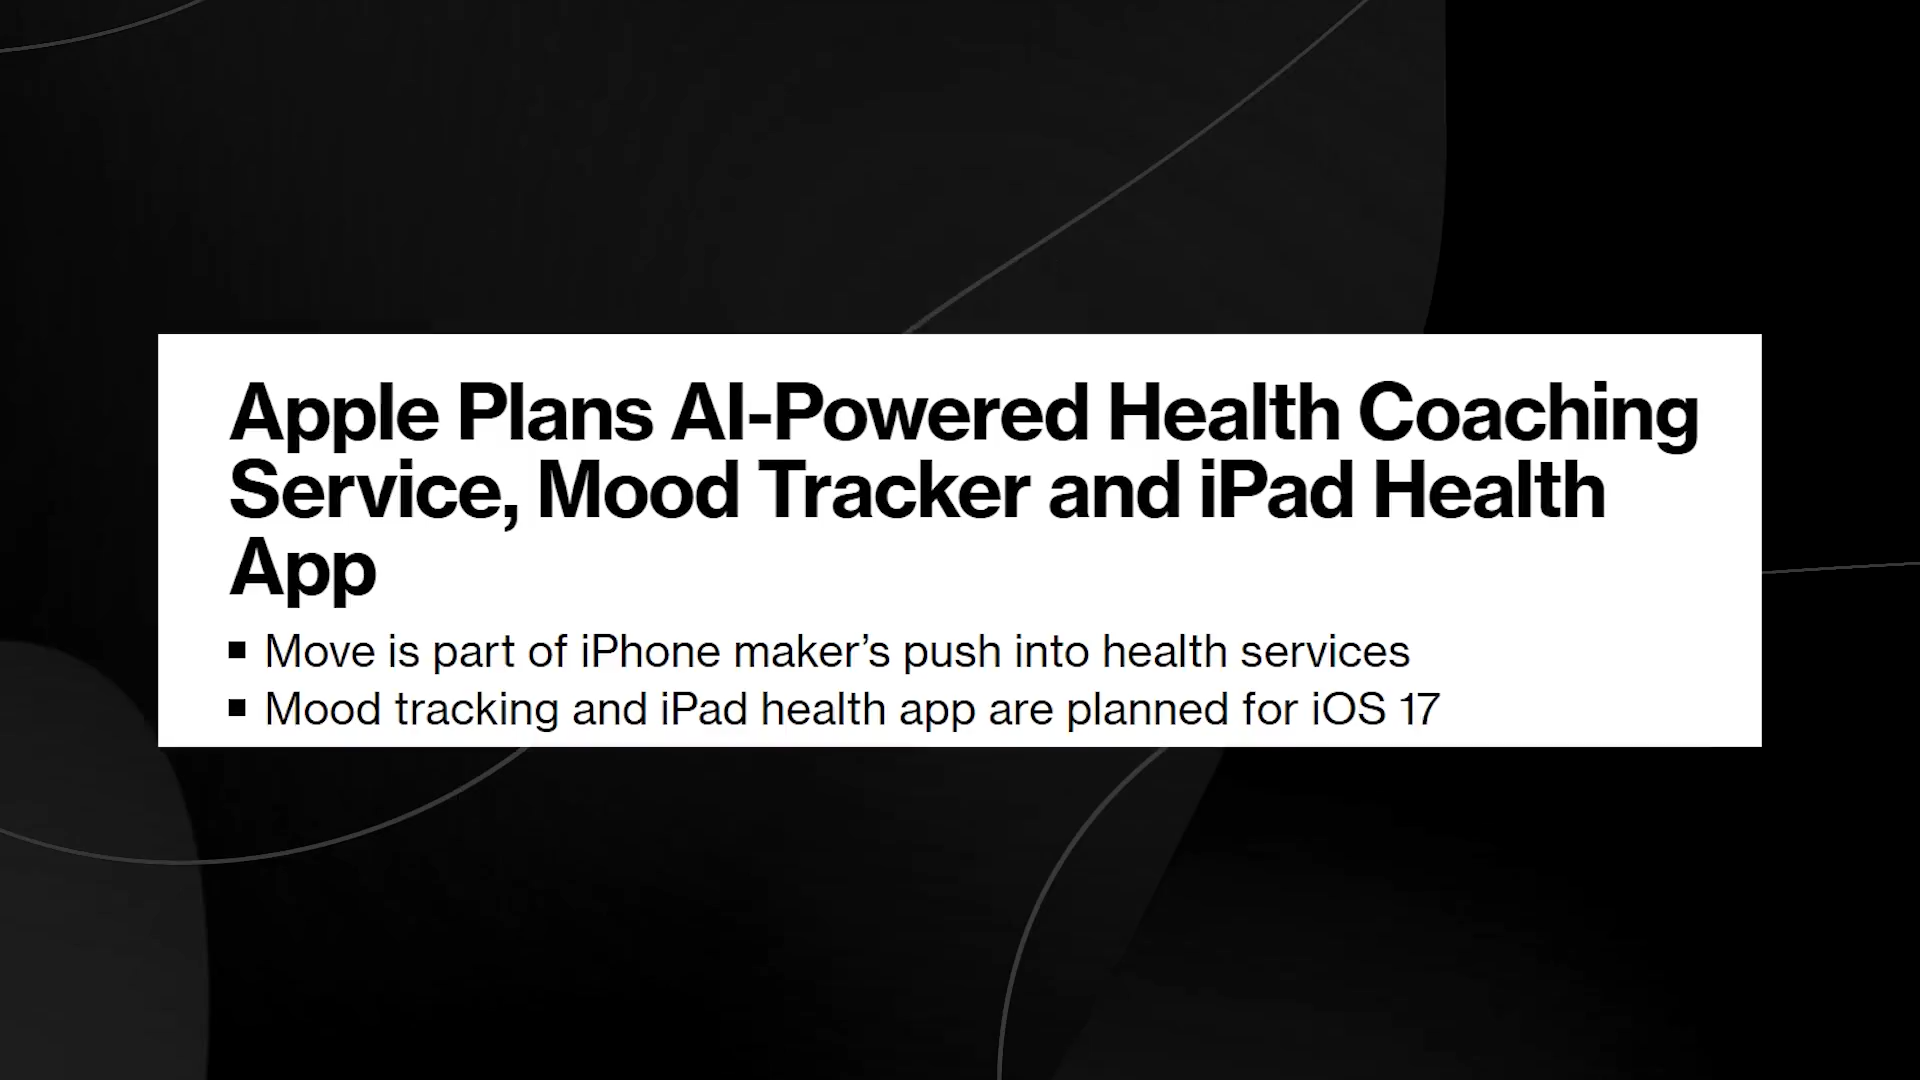 Apple Plans AI-Powered Health Coaching
Service, Mood Tracker and iPad Health
App
▪ Move is part of iPhone maker’s push into health services
▪ Mood tracking and iPad health app are planned for iOS 17